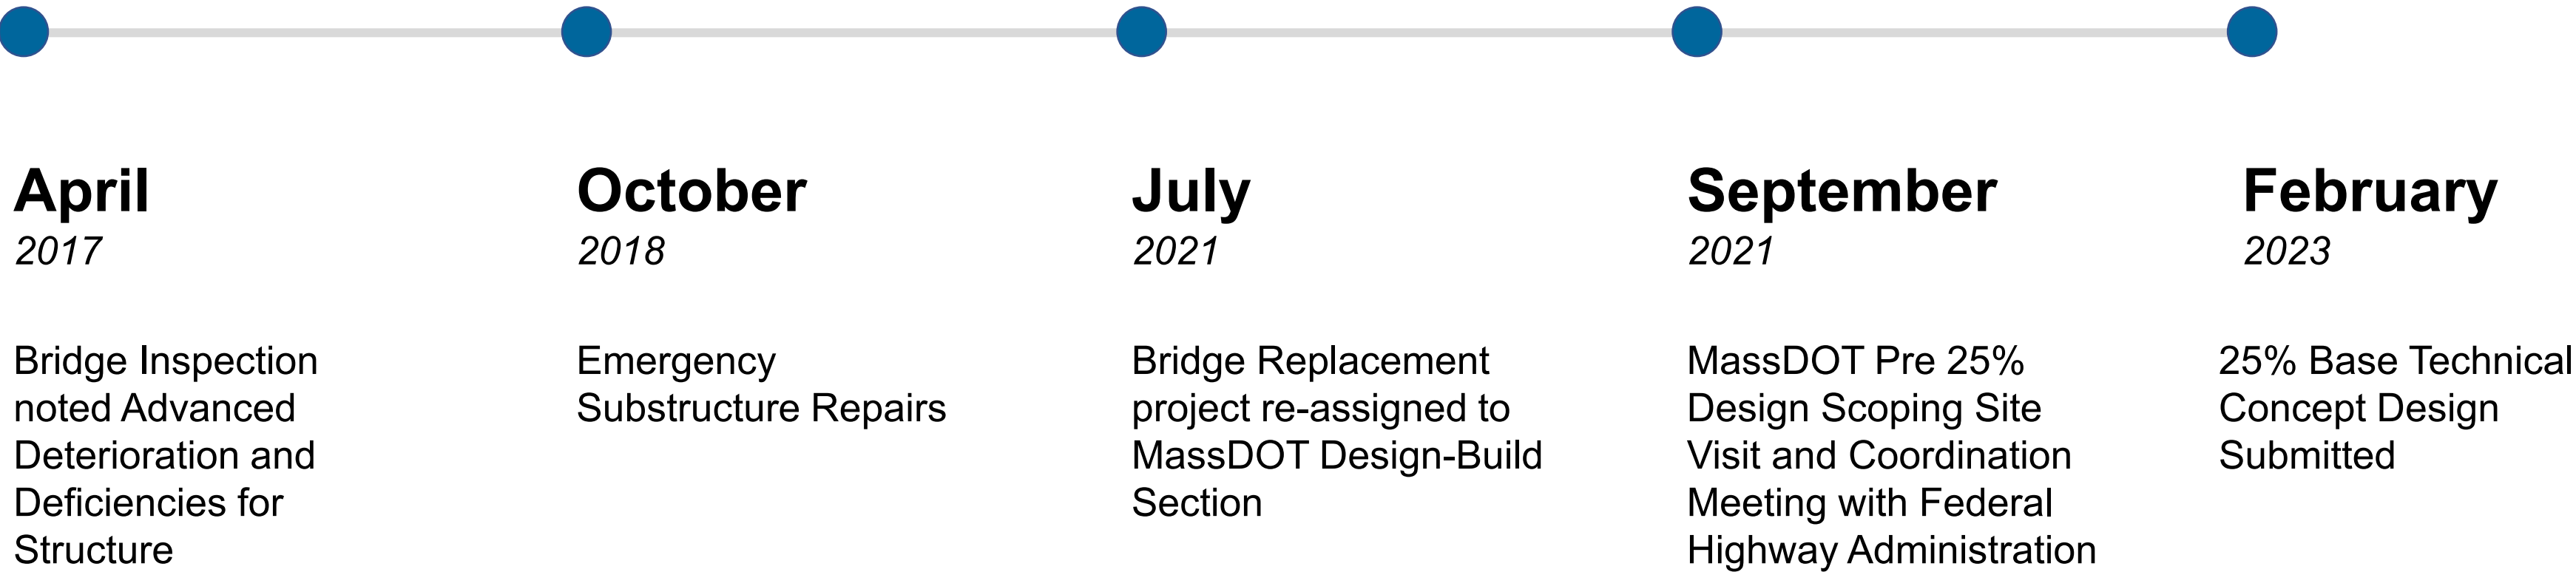 April
2017
Bridge Inspection
noted Advanced
Deterioration and
Deficiencies for
Structure
October
2018
Emergency
Substructure Repairs
July
2021
Bridge Replacement
project re-assigned to
MassDOT Design-Build
Section
September
2021
MassDOT Pre 25%
Design Scoping Site
Visit and Coordination
Meeting with Federal
Highway Administration
February
2023
25% Base Technical
Concept Design
Submitted